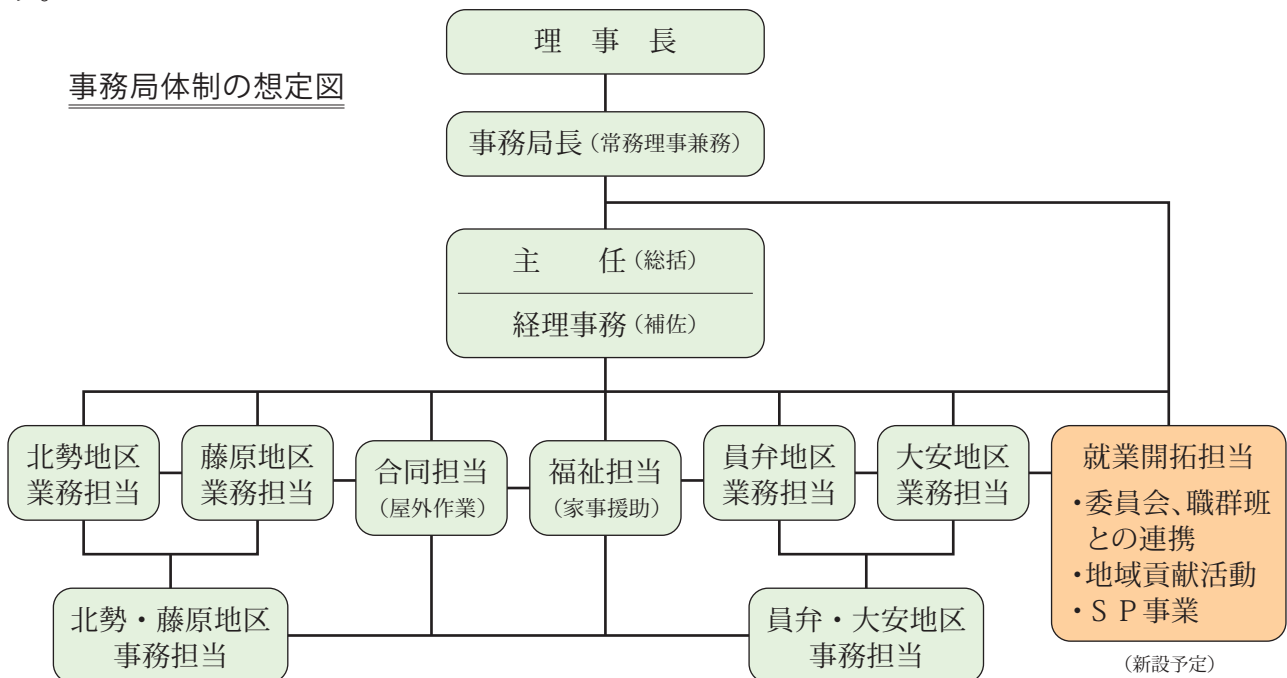 理 事 長
事務局体制の想定図
事務局長（常務理事兼務）
主 任（総括）
経理事務（補佐）
北勢地区
業務担当
藤原地区
業務担当
合同担当
（屋外作業）
福祉担当
（家事援助）
員弁地区
業務担当
大安地区
業務担当
就業開拓担当
・委員会、職群班
との連携
・地域貢献活動
・ＳＰ事業
北勢・藤原地区
事務担当
員弁・大安地区
事務担当
（新設予定）